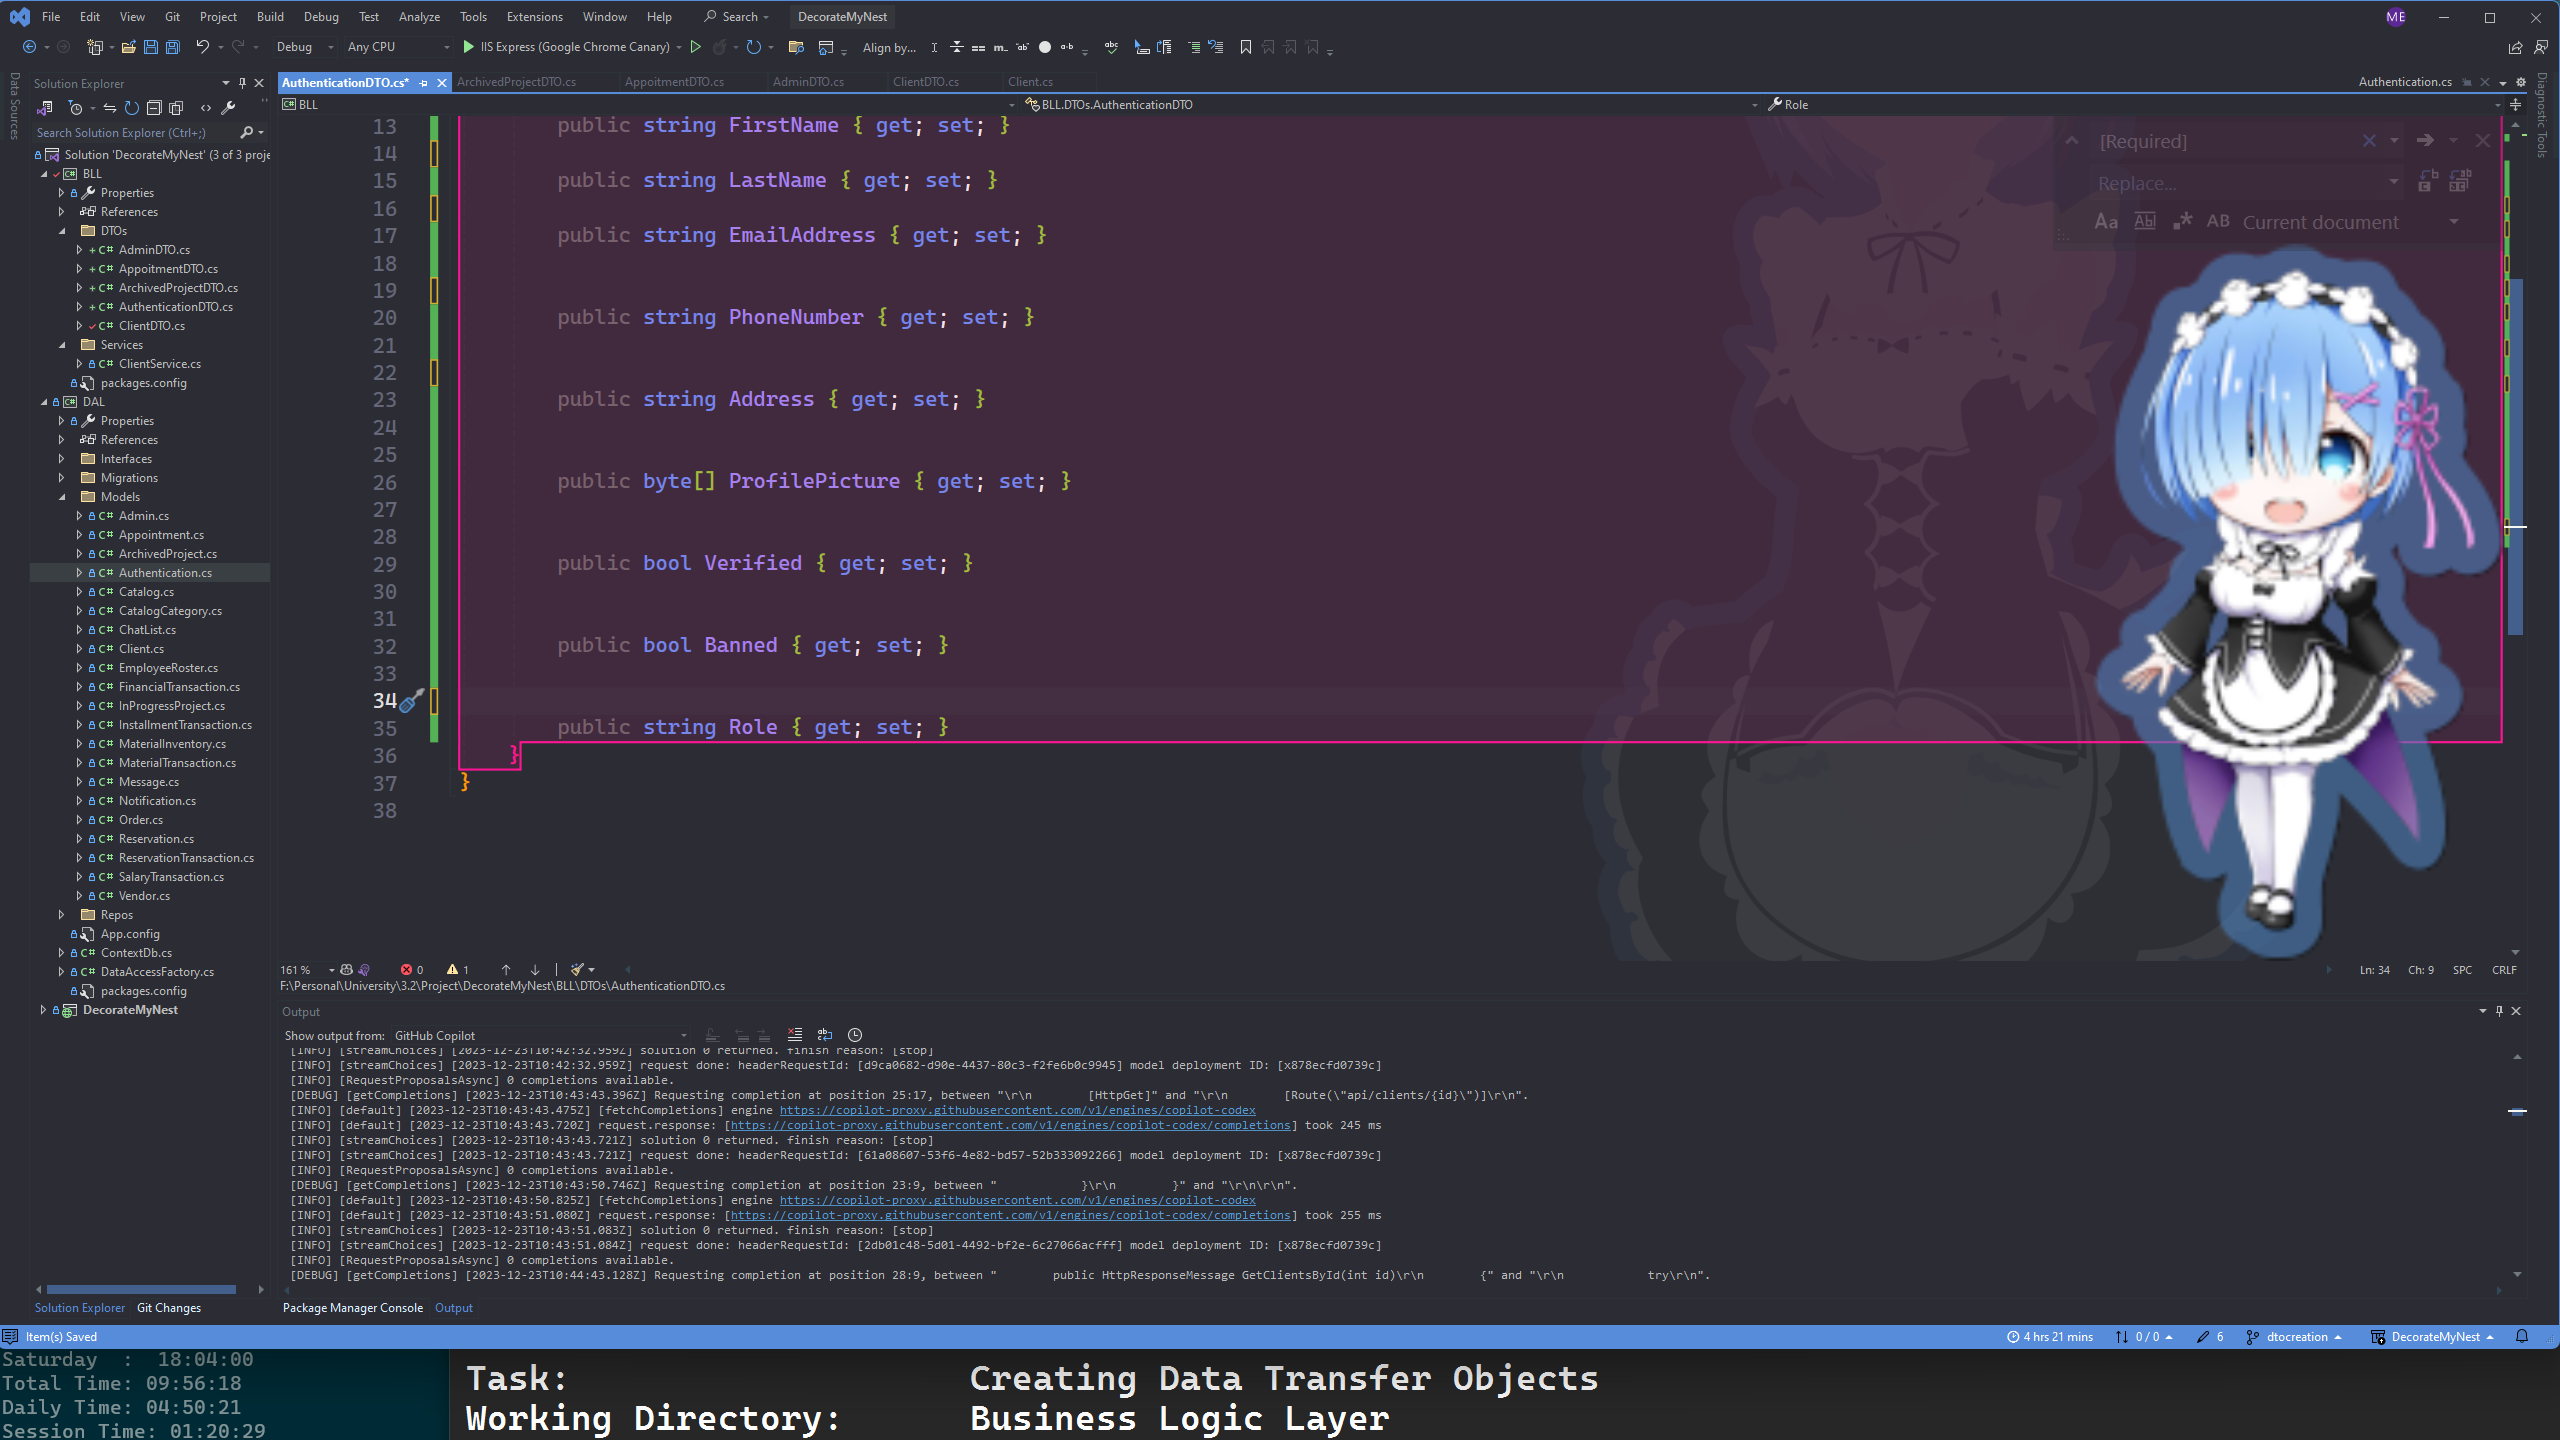 File Edit View Git Project Build Debug Test Analyze Tools Extensions Window Help Search DecorateMyNest ME
Debug Any CPU IIS Express (Google Chrome Canary) Align by...
Data Sources
Solution Explorer
Search Solution Explorer (Ctrl+;)
Solution 'DecorateMyNest' (3 of 3 proje
BLL
Properties
References
DTOs
AdminDTO.cs
AppoitmentDTO.cs
ArchivedProjectDTO.cs
AuthenticationDTO.cs
ClientDTO.cs
Services
ClientService.cs
packages.config
DAL
Properties
References
Interfaces
Migrations
Models
Admin.cs
Appointment.cs
ArchivedProject.cs
Authentication.cs
Catalog.cs
CatalogCategory.cs
ChatList.cs
Client.cs
EmployeeRoster.cs
FinancialTransaction.cs
InProgressProject.cs
InstallmentTransaction.cs
MaterialInventory.cs
MaterialTransaction.cs
Message.cs
Notification.cs
Order.cs
Reservation.cs
ReservationTransaction.cs
SalaryTransaction.cs
Vendor.cs
Repos
App.config
ContextDb.cs
DataAccessFactory.cs
packages.config
DecorateMyNest
Solution Explorer Git Changes
AuthenticationDTO.cs* ArchivedProjectDTO.cs AppoitmentDTO.cs AdminDTO.cs ClientDTO.cs Client.cs Authentication.cs
BLL BLL.DTOs.AuthenticationDTO Role
Diagnostic Tools
[Required]
Replace...
Aa Abl .* AB Current document
13 public string FirstName { get; set; }
14
15 public string LastName { get; set; }
16
17 public string EmailAddress { get; set; }
18
19
20 public string PhoneNumber { get; set; }
21
22
23 public string Address { get; set; }
24
25
26 public byte[] ProfilePicture { get; set; }
27
28
29 public bool Verified { get; set; }
30
31
32 public bool Banned { get; set; }
33
34
35 public string Role { get; set; }
36 }
37 }
38
161 % 0 1 Ln: 34 Ch: 9 SPC CRLF
F:\Personal\University\3.2\Project\DecorateMyNest\BLL\DTOs\AuthenticationDTO.cs
Output
Show output from: GitHub Copilot
[INFO] [streamChoices] [2023-12-23T10:42:32.959Z] solution 0 returned. finish reason: [stop]
[INFO] [streamChoices] [2023-12-23T10:42:32.959Z] request done: headerRequestId: [d9ca0682-d90e-4437-80c3-f2fe6b0c9945] model deployment ID: [x878ecfd0739c]
[INFO] [RequestProposalsAsync] 0 completions available.
[DEBUG] [getCompletions] [2023-12-23T10:43:43.396Z] Requesting completion at position 25:17, between "\r\n [HttpGet]" and "\r\n [Route(\"api/clients/{id}\")]\r\n".
[INFO] [default] [2023-12-23T10:43:43.475Z] [fetchCompletions] engine https://copilot-proxy.githubusercontent.com/v1/engines/copilot-codex
[INFO] [default] [2023-12-23T10:43:43.720Z] request.response: [https://copilot-proxy.githubusercontent.com/v1/engines/copilot-codex/completions] took 245 ms
[INFO] [streamChoices] [2023-12-23T10:43:43.721Z] solution 0 returned. finish reason: [stop]
[INFO] [streamChoices] [2023-12-23T10:43:43.721Z] request done: headerRequestId: [61a08607-53f6-4e82-bd57-52b333092266] model deployment ID: [x878ecfd0739c]
[INFO] [RequestProposalsAsync] 0 completions available.
[DEBUG] [getCompletions] [2023-12-23T10:43:50.746Z] Requesting completion at position 23:9, between " }\r\n }" and "\r\n\r\n".
[INFO] [default] [2023-12-23T10:43:50.825Z] [fetchCompletions] engine https://copilot-proxy.githubusercontent.com/v1/engines/copilot-codex
[INFO] [default] [2023-12-23T10:43:51.080Z] request.response: [https://copilot-proxy.githubusercontent.com/v1/engines/copilot-codex/completions] took 255 ms
[INFO] [streamChoices] [2023-12-23T10:43:51.083Z] solution 0 returned. finish reason: [stop]
[INFO] [streamChoices] [2023-12-23T10:43:51.084Z] request done: headerRequestId: [2db01c48-5d01-4492-bf2e-6c27066acfff] model deployment ID: [x878ecfd0739c]
[INFO] [RequestProposalsAsync] 0 completions available.
[DEBUG] [getCompletions] [2023-12-23T10:44:43.128Z] Requesting completion at position 28:9, between " public HttpResponseMessage GetClientsById(int id)\r\n {" and "\r\n try\r\n".
Package Manager Console Output
Item(s) Saved 4 hrs 21 mins 0 / 0 6 dtocreation DecorateMyNest
Saturday : 18:04:00
Total Time: 09:56:18
Daily Time: 04:50:21
Session Time: 01:20:29
Task: Creating Data Transfer Objects
Working Directory: Business Logic Layer